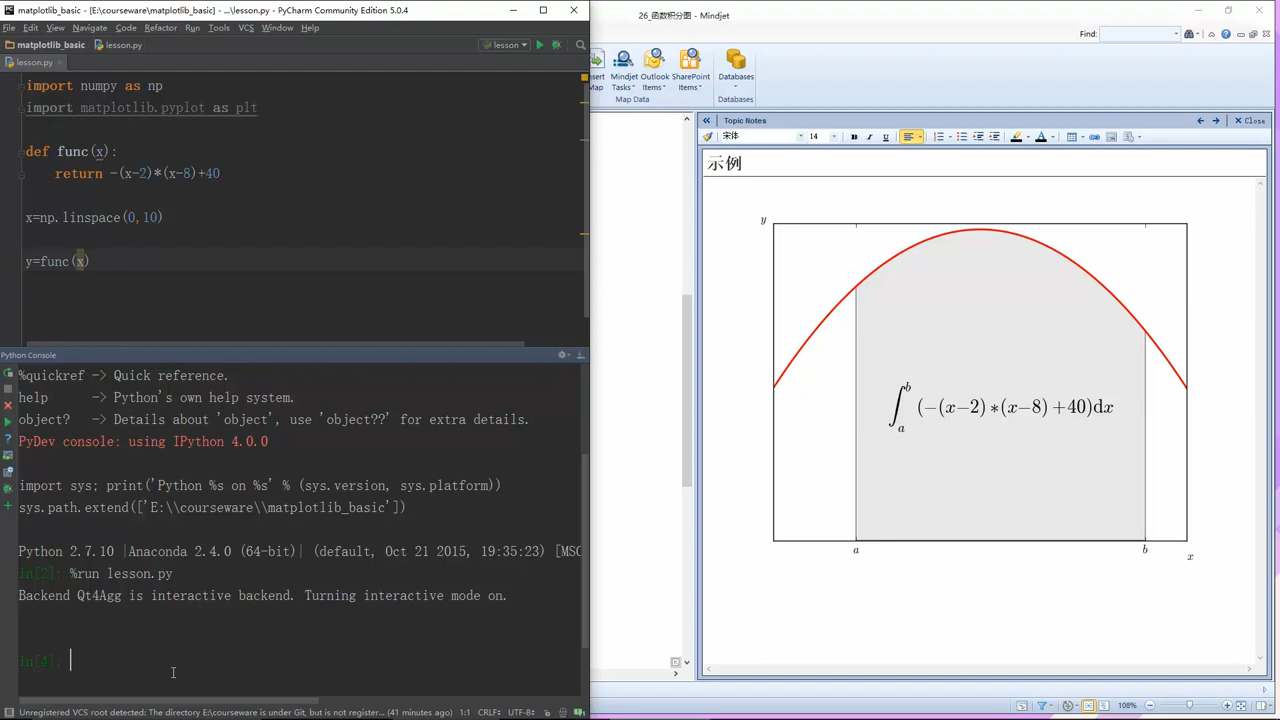 matplotlib_basic - [E:\courseware\matplotlib_basic] - ...\lesson.py - PyCharm Community Edition 5.0.4
File Edit View Navigate Code Refactor Run Tools VCS Window Help
matplotlib_basic lesson.py
lesson
lesson.py
import numpy as np
import matplotlib.pyplot as plt
def func(x):
return -(x-2)*(x-8)+40
x=np.linspace(0,10)
y=func(x)
Python Console
%quickref -> Quick reference.
help -> Python's own help system.
object? -> Details about 'object', use 'object??' for extra details.
PyDev console: using IPython 4.0.0
import sys; print('Python %s on %s' % (sys.version, sys.platform))
sys.path.extend(['E:\\courseware\\matplotlib_basic'])
Python 2.7.10 |Anaconda 2.4.0 (64-bit)| (default, Oct 21 2015, 19:35:23) [MSC
In[2]: %run lesson.py
Backend Qt4Agg is interactive backend. Turning interactive mode on.
In[4]:
Unregistered VCS root detected: The directory E:\courseware is under Git, but is not register... (41 minutes ago) 1:1 CRLF÷ UTF-8÷
26_函数积分图 - Mindjet
Find:
nsert Map
Mindjet Tasks
Outlook Items
SharePoint Items
Databases
Map Data
Databases
Topic Notes
Close
宋体 14 B I U A
示例
y
∫ₐᵇ (−(x−2)∗(x−8)+40)dx
a b
x
108%